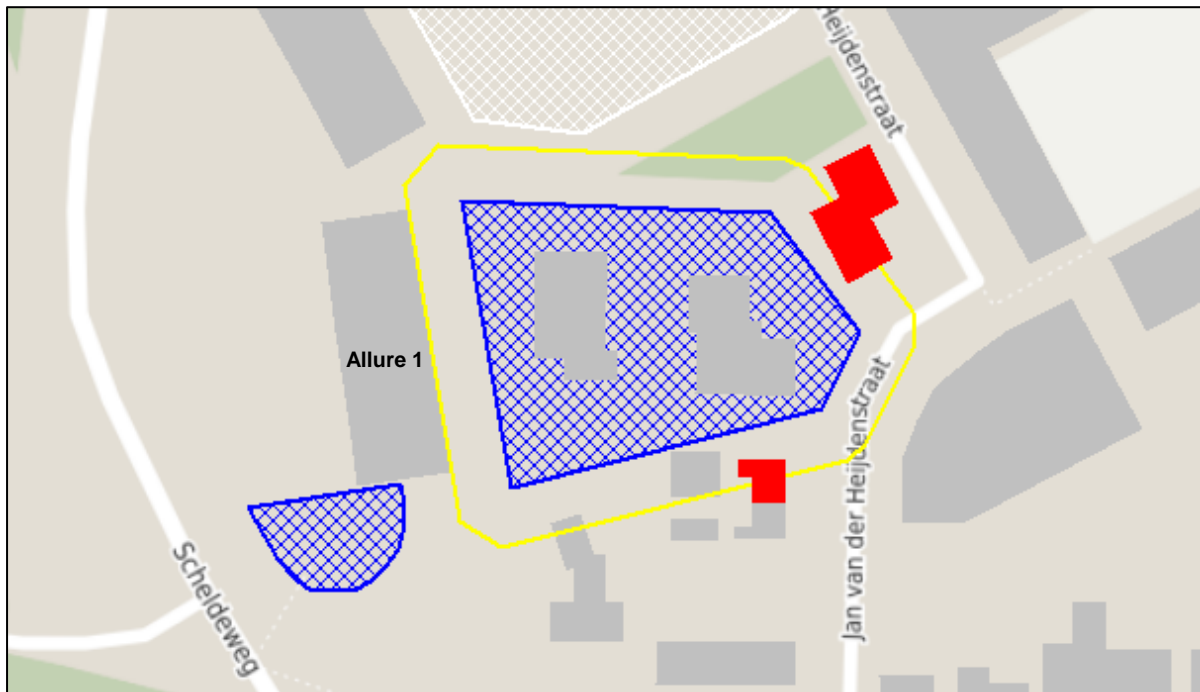 Heijdenstraat
Allure 1
Jan van der Heijdenstraat
Scheldeweg